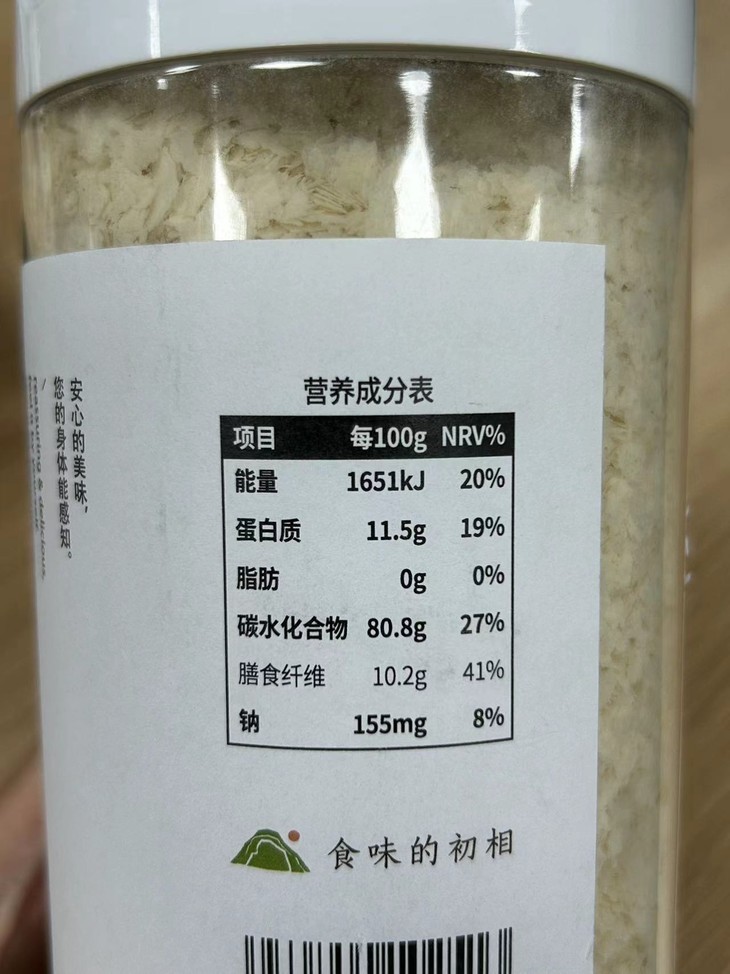 营养成分表
项目 每100g NRV%
能量 1651kJ 20%
蛋白质 11.5g 19%
脂肪 0g 0%
碳水化合物 80.8g 27%
膳食纤维 10.2g 41%
钠 155mg 8%
安心的美味，
您的身体能感知。
reassuring & delicious,
食味的初相